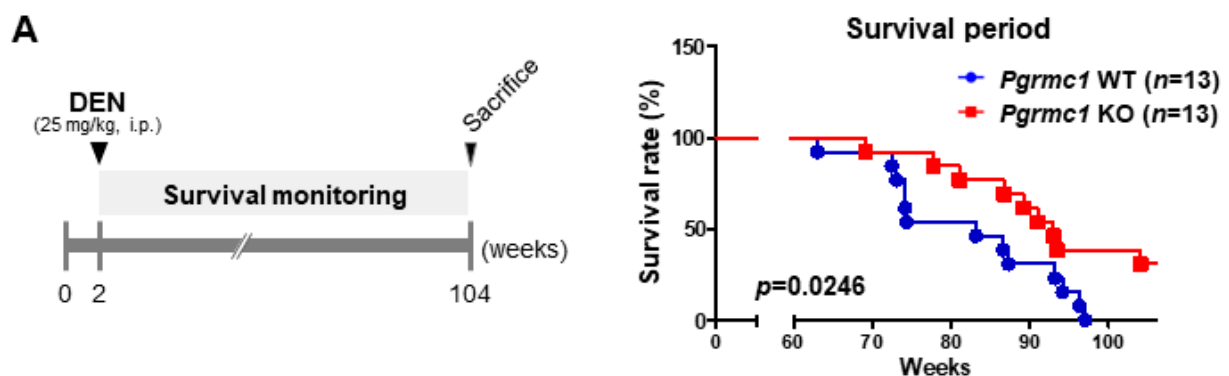 A
DEN
(25 mg/kg, i.p.)
Sacrifice
Survival monitoring
(weeks)
0 2 104
Survival period
Pgrmc1 WT (n=13)
Pgrmc1 KO (n=13)
Survival rate (%)
150
100
50
0
p=0.0246
0 60 70 80 90 100
Weeks